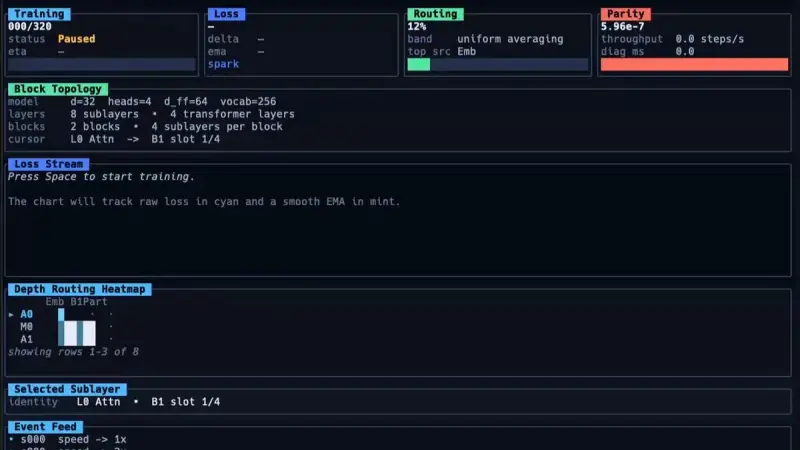 Training
000/320
status Paused
eta —
Loss
—
delta —
ema —
spark
Routing
12%
band uniform averaging
top src Emb
Parity
5.96e-7
throughput 0.0 steps/s
diag ms 0.0
Block Topology
model d=32 heads=4 d_ff=64 vocab=256
layers 8 sublayers • 4 transformer layers
blocks 2 blocks • 4 sublayers per block
cursor L0 Attn -> B1 slot 1/4
Loss Stream
Press Space to start training.
The chart will track raw loss in cyan and a smooth EMA in mint.
Depth Routing Heatmap
Emb B1Part
▸ A0 · ·
M0 ·
A1 ·
showing rows 1-3 of 8
Selected Sublayer
identity L0 Attn • B1 slot 1/4
Event Feed
• s000 speed -> 1x